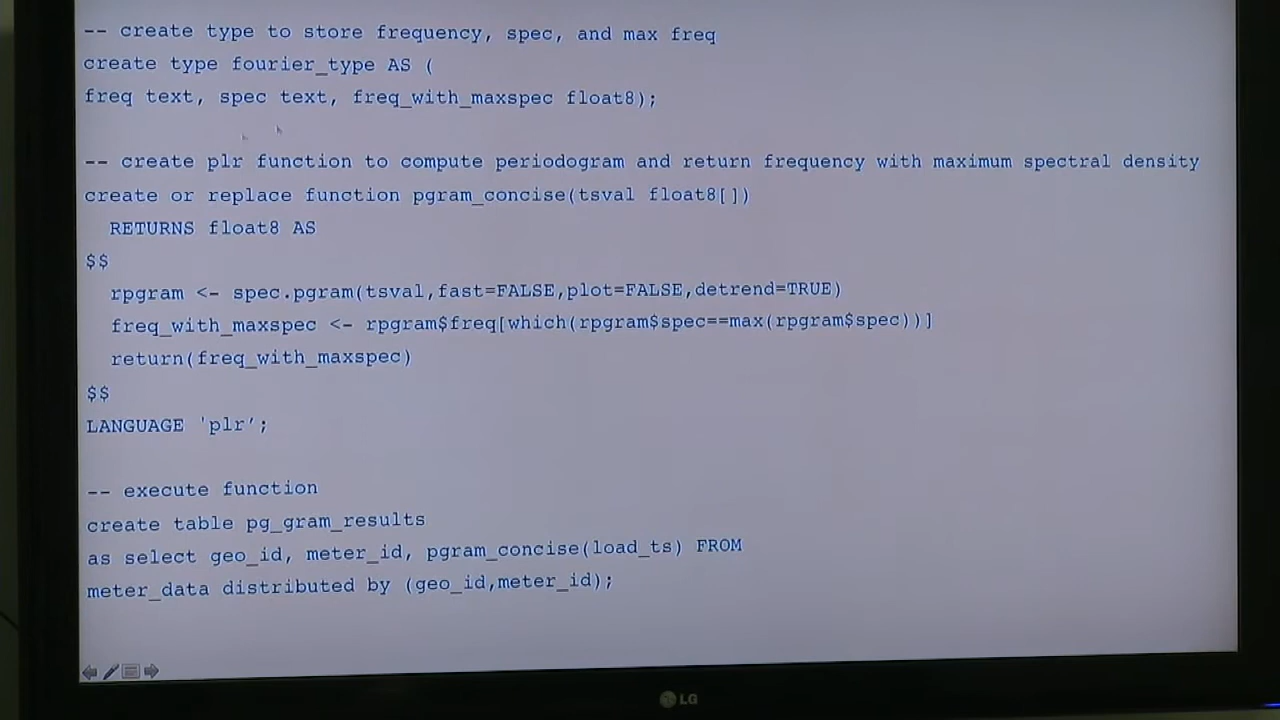 -- create type to store frequency, spec, and max freq
create type fourier_type AS (
freq text, spec text, freq_with_maxspec float8);
-- create plr function to compute periodogram and return frequency with maximum spectral density
create or replace function pgram_concise(tsval float8[])
RETURNS float8 AS
$$
rpgram <- spec.pgram(tsval,fast=FALSE,plot=FALSE,detrend=TRUE)
freq_with_maxspec <- rpgram$freq[which(rpgram$spec==max(rpgram$spec))]
return(freq_with_maxspec)
$$
LANGUAGE 'plr';
-- execute function
create table pg_gram_results
as select geo_id, meter_id, pgram_concise(load_ts) FROM
meter_data distributed by (geo_id,meter_id);
LG